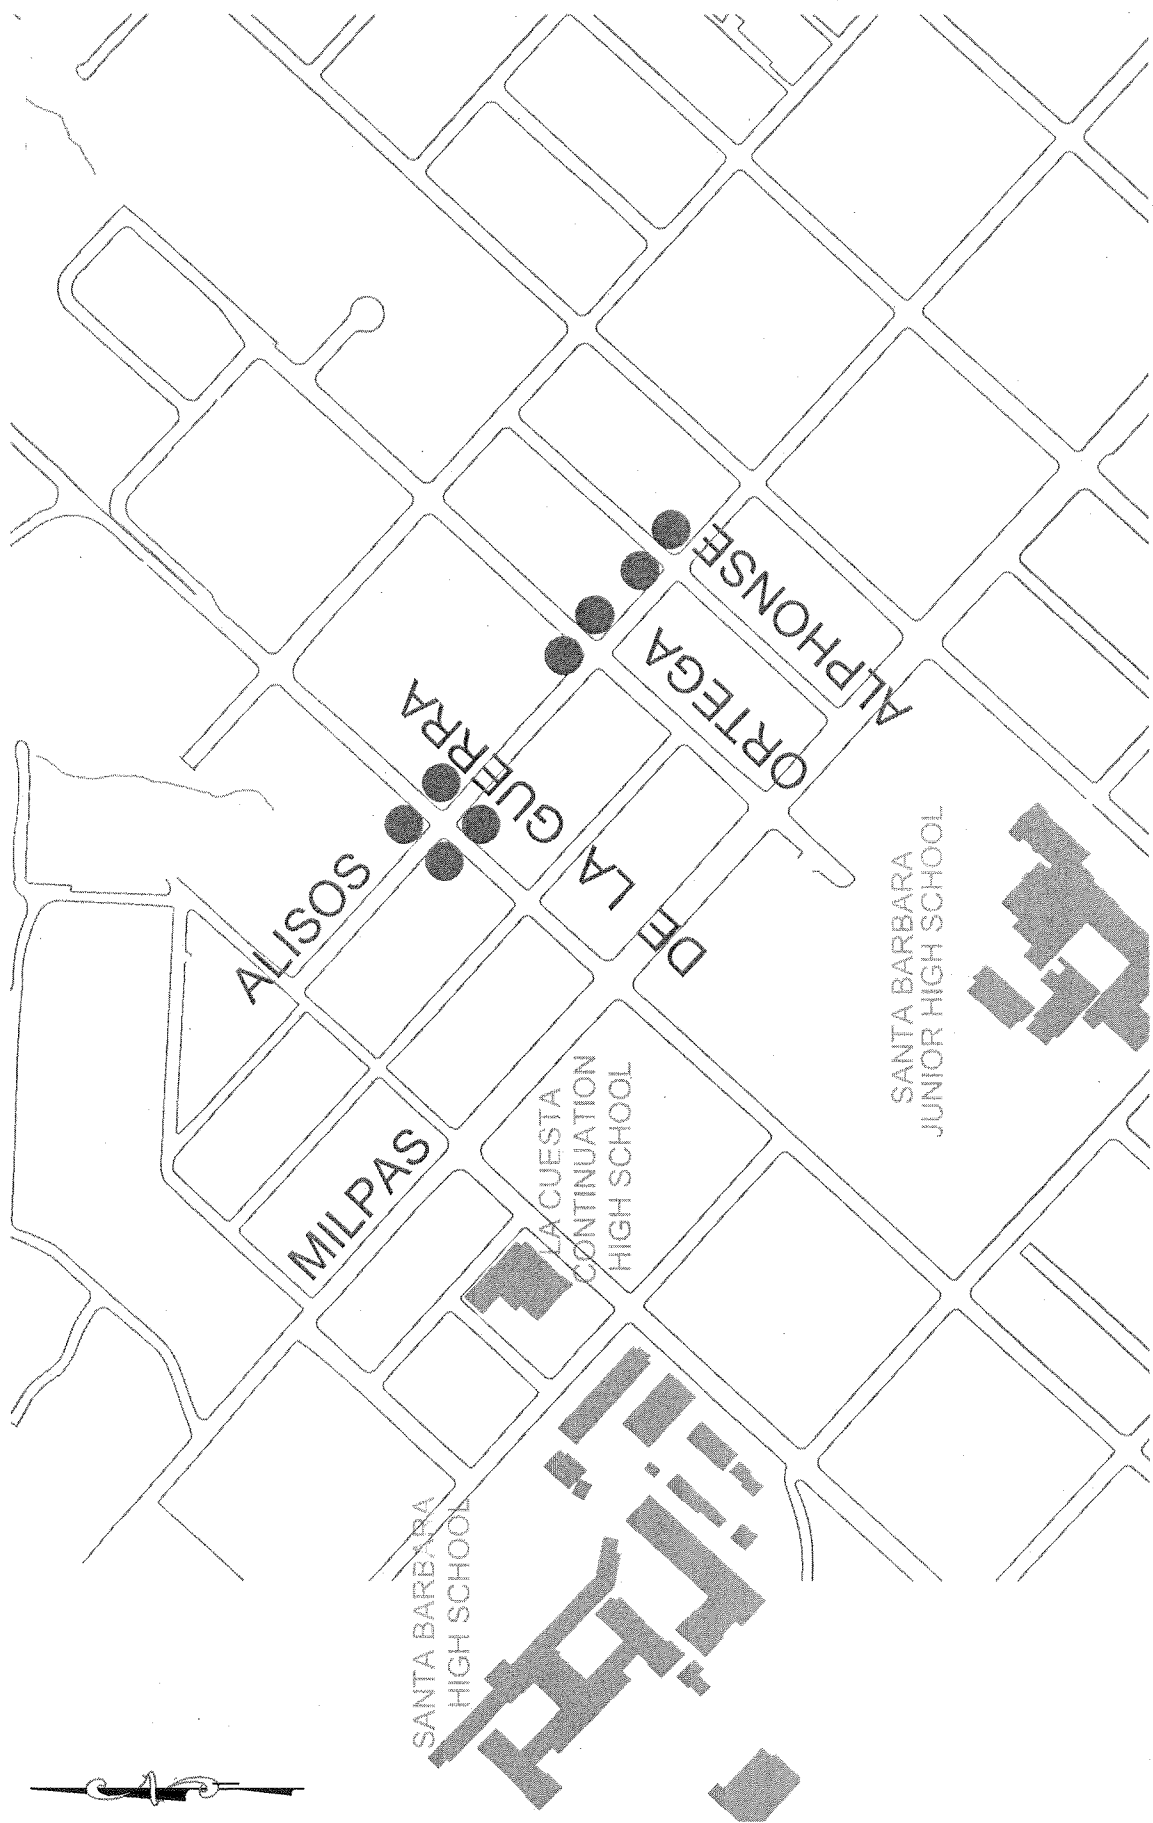 SANTA BARBARA
HIGH SCHOOL
LA CUESTA
CONTINUATION
HIGH SCHOOL
SANTA BARBARA
JUNIOR HIGH SCHOOL
MILPAS
ALISOS
DE LA GUERRA
ORTEGA
ALPHONSE
N